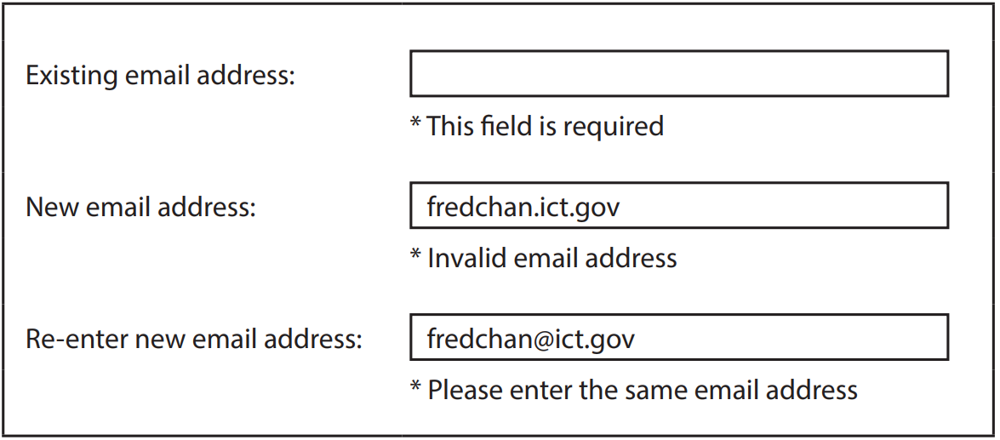 Existing email address:
* This field is required
New email address: fredchan.ict.gov
* Invalid email address
Re-enter new email address: fredchan@ict.gov
* Please enter the same email address